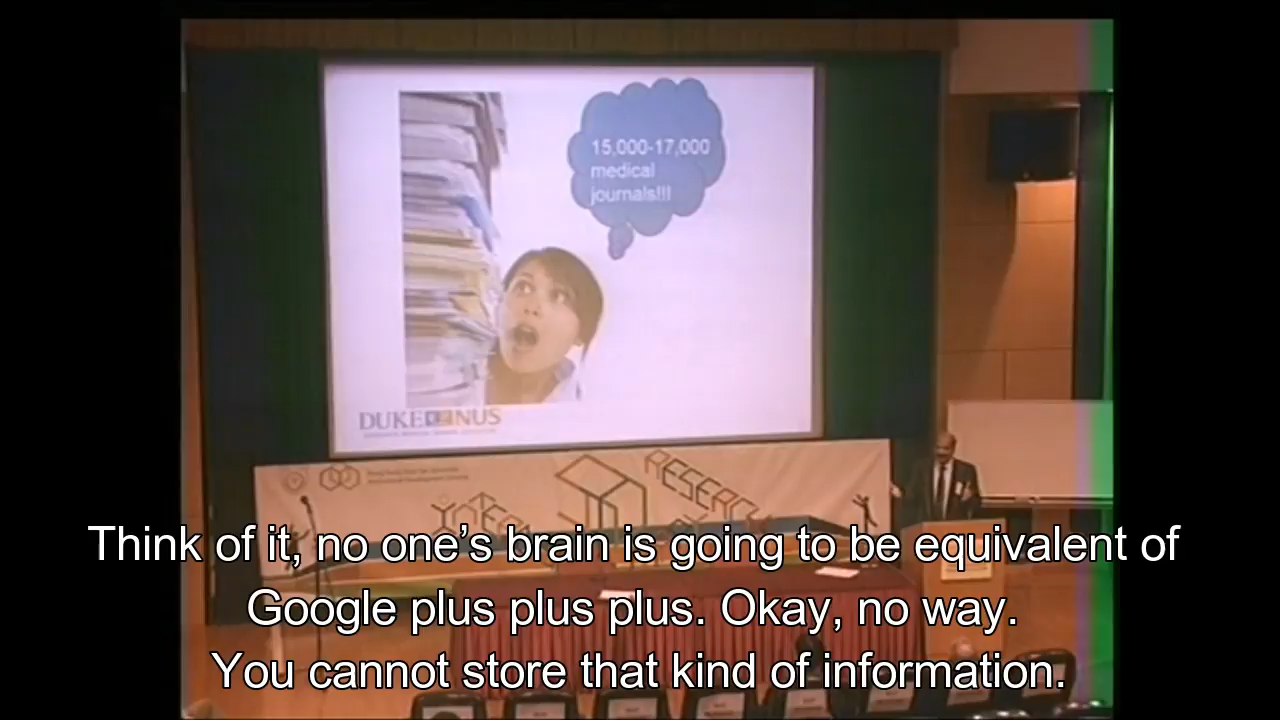 15,000-17,000
medical
journals!!!
DUKE NUS
RESEARCH
Think of it, no one’s brain is going to be equivalent of
Google plus plus plus. Okay, no way.
You cannot store that kind of information.